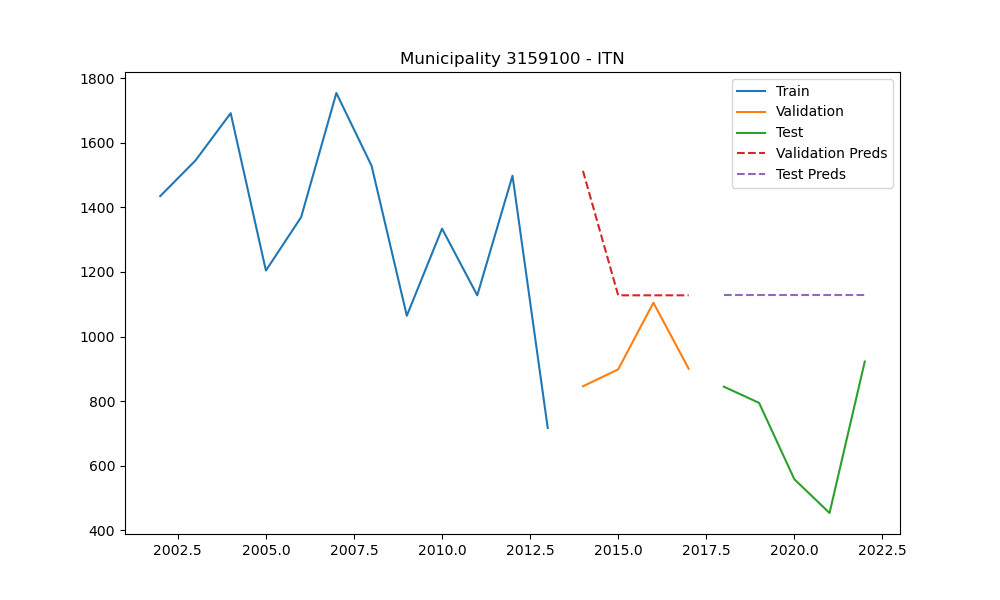 Municipality 3159100 - ITN
1800
1600
1400
1200
1000
800
600
400
2002.5 2005.0 2007.5 2010.0 2012.5 2015.0 2017.5 2020.0 2022.5
Train
Validation
Test
Validation Preds
Test Preds